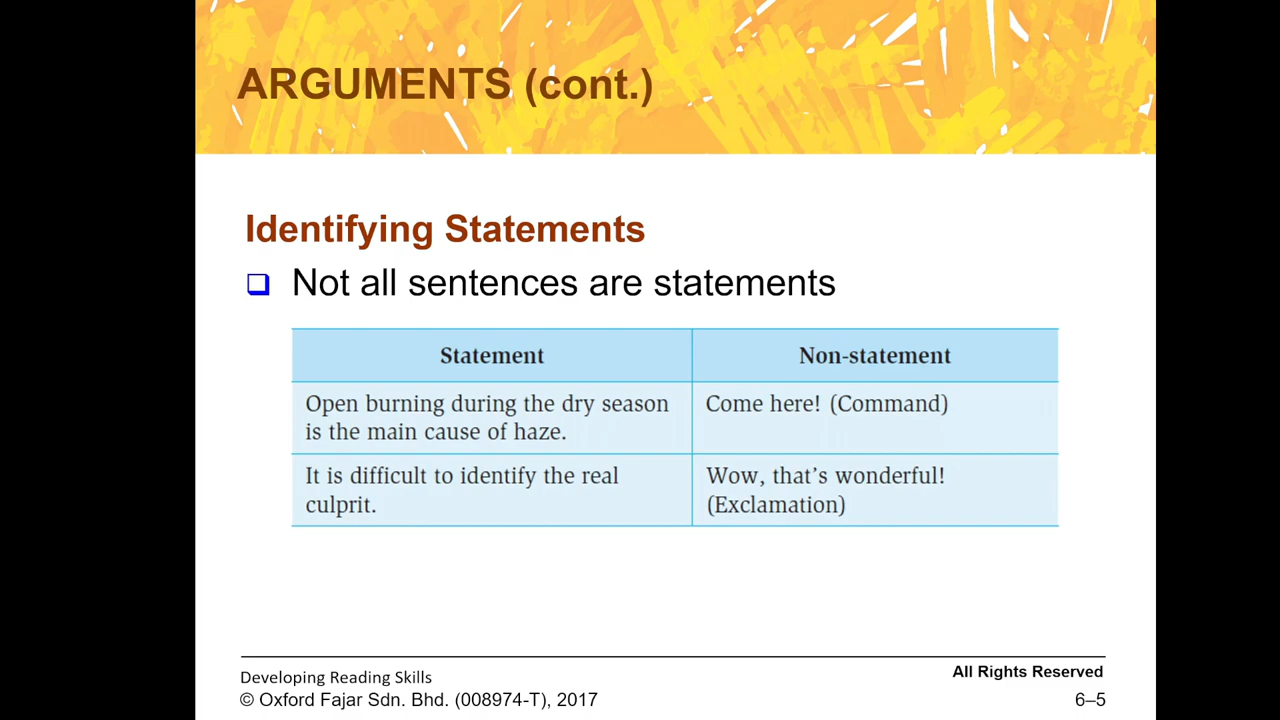 ARGUMENTS (cont.)
Identifying Statements
Not all sentences are statements
Statement
Non-statement
Open burning during the dry season
is the main cause of haze.
Come here! (Command)
It is difficult to identify the real
culprit.
Wow, that’s wonderful!
(Exclamation)
Developing Reading Skills
© Oxford Fajar Sdn. Bhd. (008974-T), 2017
All Rights Reserved
6–5